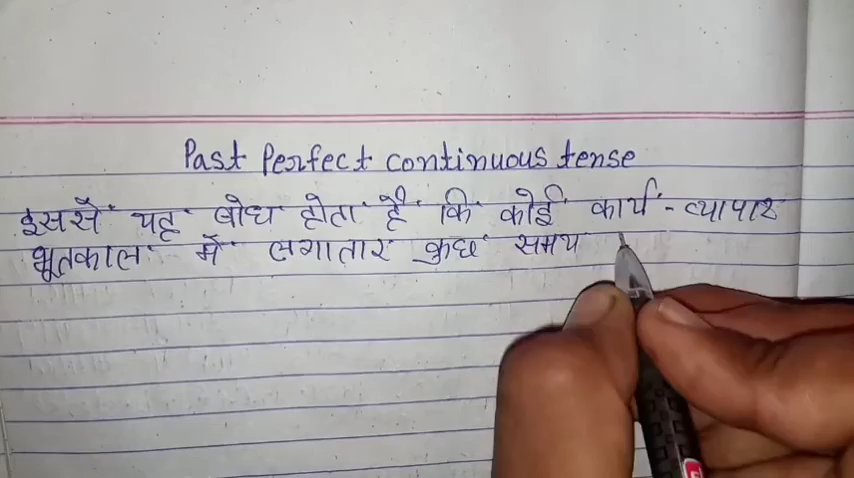 Past Perfect continuous tense
इससे यह बोध होता है कि कोई कार्य - व्यापार
भूतकाल में लगातार कुछ समय